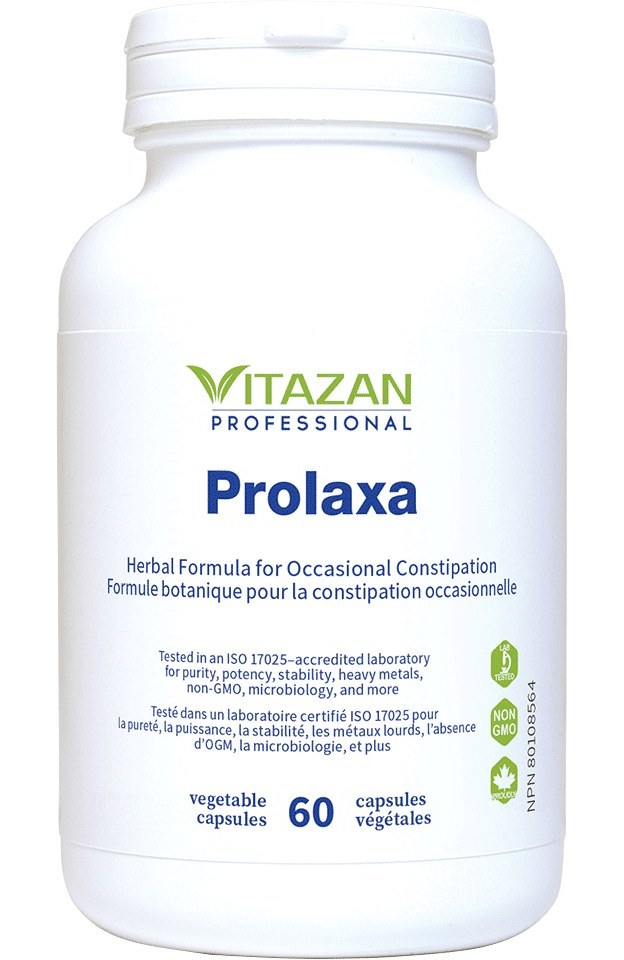 VITAZAN
PROFESSIONAL
Prolaxa
Herbal Formula for Occasional Constipation
Formule botanique pour la constipation occasionnelle
Tested in an ISO 17025–accredited laboratory
for purity, potency, stability, heavy metals,
non-GMO, microbiology, and more
Testé dans un laboratoire certifié ISO 17025 pour
la pureté, la puissance, la stabilité, les métaux lourds, l’absence
d’OGM, la microbiologie, et plus
LAB
TESTED
NON
GMO
PROUDLY
NPN 80108564
vegetable
capsules
60
capsules
végétales